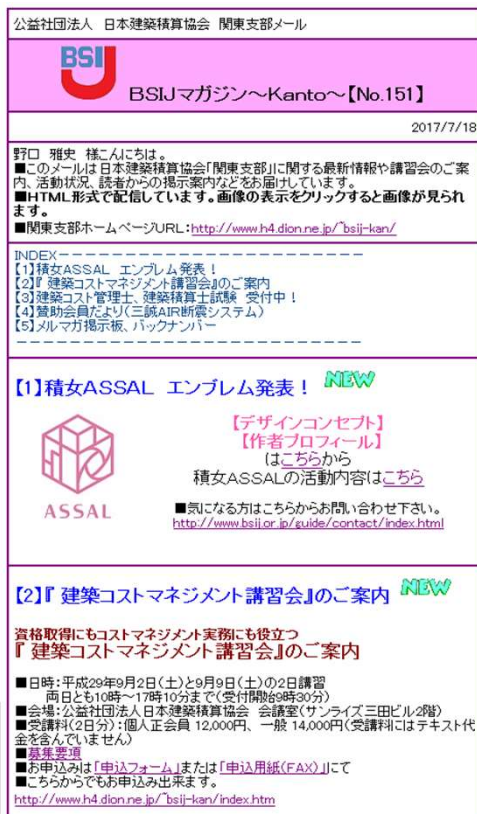 公益社団法人 日本建築積算協会 関東支部メール
BSIJ
BSIJマガジン～Kanto～【No.151】
2017/7/18
野口 雅史 様こんにちは。
■このメールは日本建築積算協会「関東支部」に関する最新情報や講習会のご案
内、活動状況、読者からの掲示案内などをお届けしています。
■HTML形式で配信しています。画像の表示をクリックすると画像が見られ
ます。
■関東支部ホームページURL:http://www.h4.dion.ne.jp/~bsij-kan/
INDEX－－－－－－－－－－－－－－－－－－－－－－－
【1】積女ASSAL エンブレム発表！
【2】『 建築コストマネジメント講習会』のご案内
【3】建築コスト管理士、建築積算士試験 受付中！
【4】賛助会員だより(三誠AIR断震システム)
【5】メルマガ掲示板、バックナンバー
－－－－－－－－－－－－－－－－－－－－－－－－－－
【1】積女ASSAL エンブレム発表！ NEW
【デザインコンセプト】
【作者プロフィール】
はこちらから
積女ASSALの活動内容はこちら
ASSAL
■気になる方はこちらからお問い合わせ下さい。
http://www.bsij.or.jp/guide/contact/index.html
【2】『 建築コストマネジメント講習会』のご案内 NEW
資格取得にもコストマネジメント実務にも役立つ
『 建築コストマネジメント講習会』のご案内
■日時:平成29年9月2日(土)と9月9日(土)の2日講習
両日とも10時～17時10分まで(受付開始9時30分)
■会場:公益社団法人日本建築積算協会 会議室(サンライズ三田ビル2階)
■受講料(2日分):個人正会員 12,000円、一般 14,000円(受講料にはテキスト代
金を含んでいません)
■募集要項
■お申込みは「申込フォーム」または「申込用紙(FAX)」にて
■こちらからでもお申込み出来ます。
http://www.h4.dion.ne.jp/~bsij-kan/index.htm